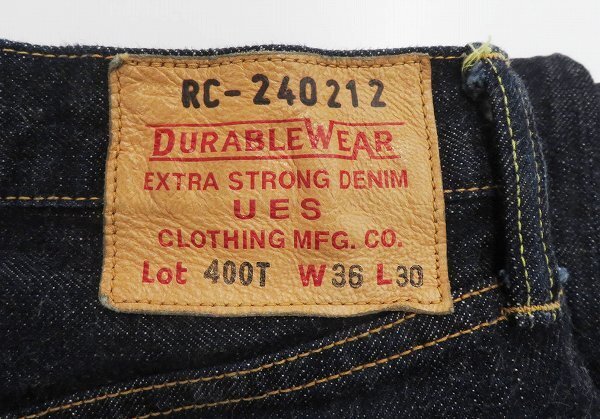 RC-240212
DURABLEWEAR
EXTRA STRONG DENIM
UES
CLOTHING MFG. CO.
Lot 400T W36 L30